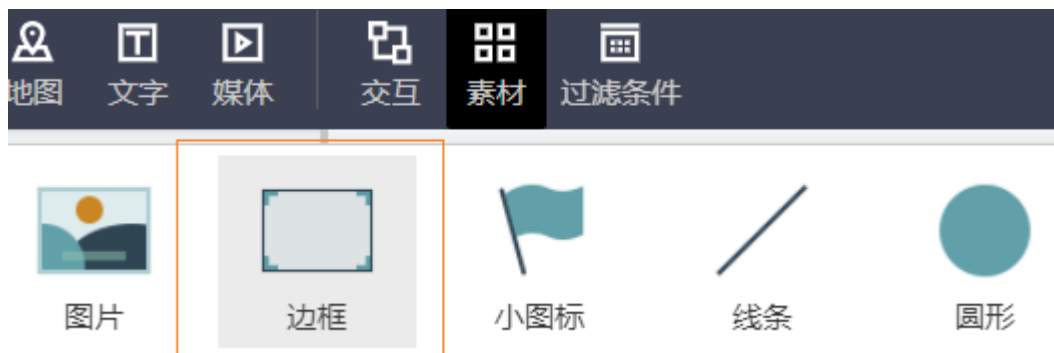 地图 文字 媒体 交互 素材 过滤条件
图片 边框 小图标 线条 圆形